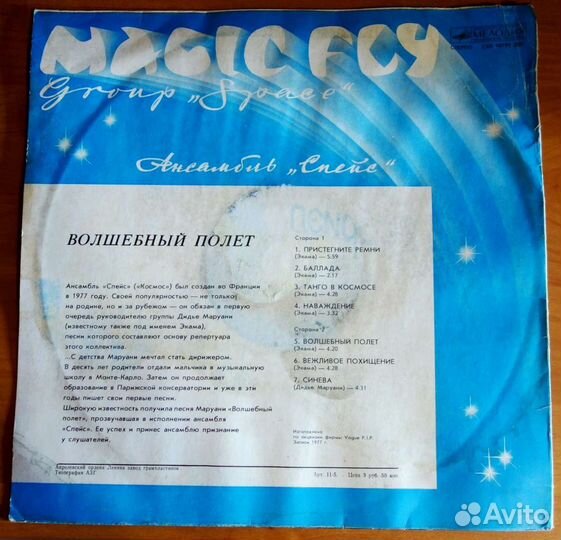 MAGIC FLY
МЕЛОДИЯ
Group „Space“
Ансамбль „Спейс“
ВОЛШЕБНЫЙ ПОЛЕТ
Ансамбль «Спейс» («Космос») был создан во Франции
в 1977 году. Своей популярностью — не только
на родине, но и за рубежом — он обязан в первую
очередь руководителю группы Дидье Маруани
(известному также под именем Экама),
песни которого составляют основу репертуара
этого коллектива.
...С детства Маруани мечтал стать дирижером.
В десять лет родители отдали мальчика в музыкальную
школу в Монте-Карло. Затем он продолжает
образование в Парижской консерватории и уже в эти
годы пишет свои первые песни.
Широкую известность получила песня Маруани «Волшебный
полет», прозвучавшая в исполнении ансамбля
«Спейс». Ее успех и принес ансамблю признание
у слушателей.
Сторона 1
1. ПРИСТЕГНИТЕ РЕМНИ
(Экама) — 5.59
2. БАЛЛАДА
(Экама) — 2.17
3. ТАНГО В КОСМОСЕ
(Экама) — 4.28
4. НАВАЖДЕНИЕ
(Экама) — 3.32
Сторона 2
5. ВОЛШЕБНЫЙ ПОЛЕТ
(Экама) — 4.20
6. ВЕЖЛИВОЕ ПОХИЩЕНИЕ
(Экама) — 4.28
7. СИНЕВА
(Дидье Маруани) — 4.31
Изготовлено
по лицензии фирмы Vogue P.I.P.
Запись 1977 г.
Апрелевский ордена Ленина завод грампластинок
Типография АЗГ
Арт. 11-5. Цена 3 руб. 50 коп.
Avito